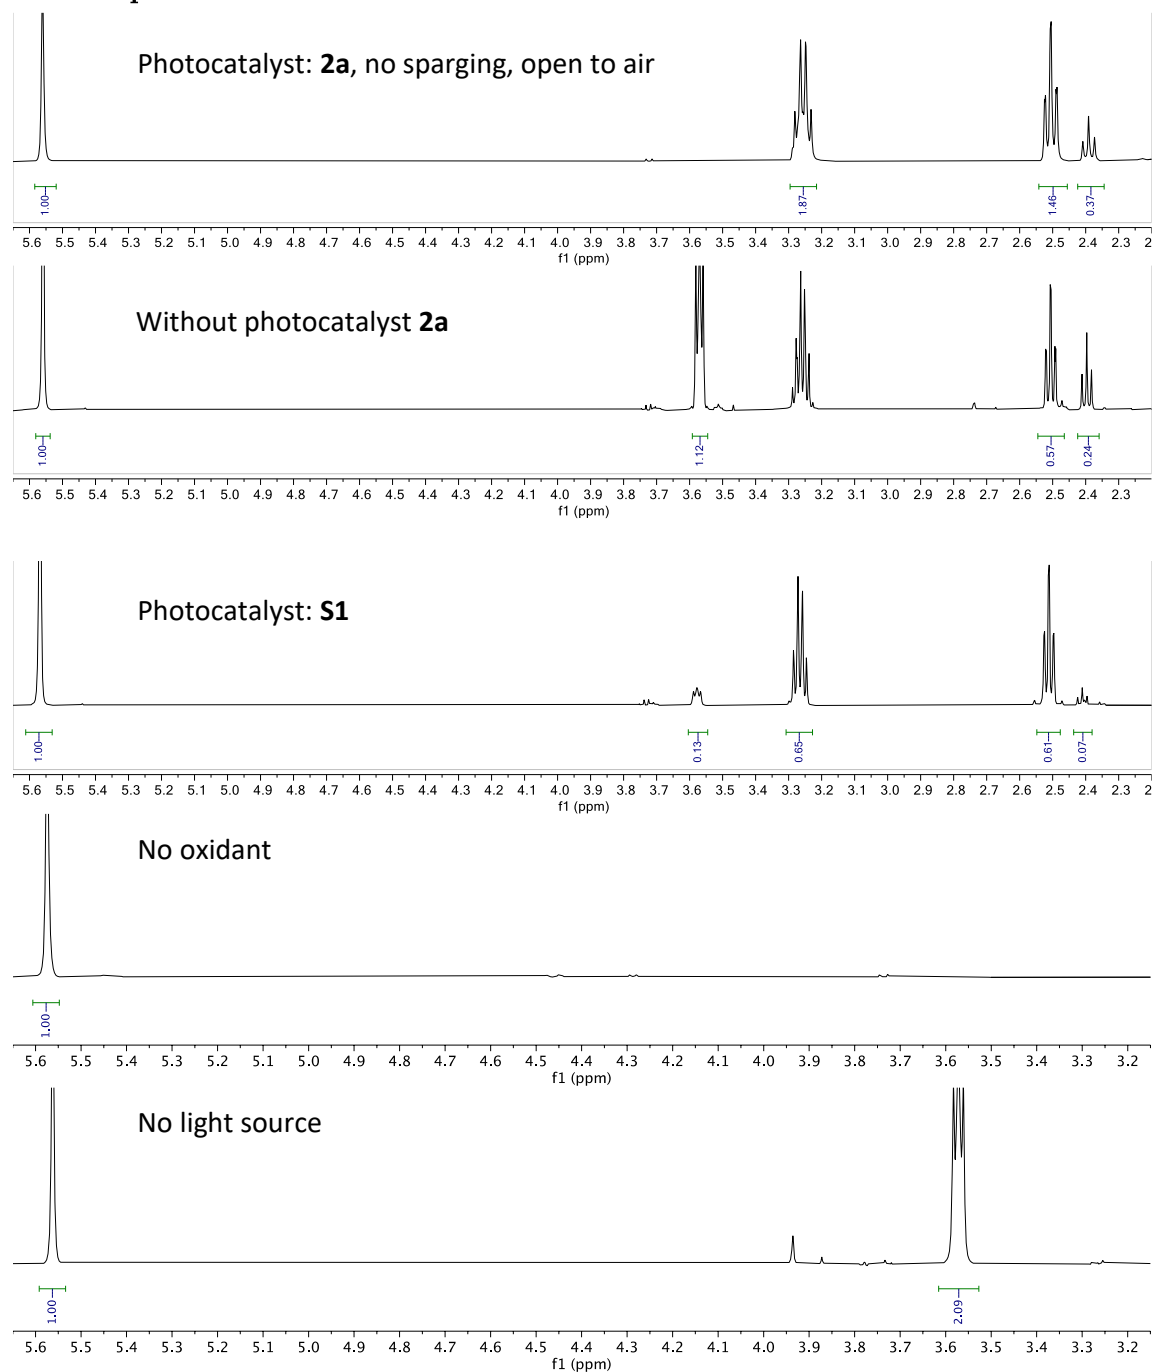 Photocatalyst: 2a, no sparging, open to air
1.00 1.87 1.46 0.37
5.6 5.5 5.4 5.3 5.2 5.1 5.0 4.9 4.8 4.7 4.6 4.5 4.4 4.3 4.2 4.1 4.0 3.9 3.8 3.7 3.6 3.5 3.4 3.3 3.2 3.1 3.0 2.9 2.8 2.7 2.6 2.5 2.4 2.3 2
f1 (ppm)
Without photocatalyst 2a
1.00 1.12 0.57 0.24
5.6 5.5 5.4 5.3 5.2 5.1 5.0 4.9 4.8 4.7 4.6 4.5 4.4 4.3 4.2 4.1 4.0 3.9 3.8 3.7 3.6 3.5 3.4 3.3 3.2 3.1 3.0 2.9 2.8 2.7 2.6 2.5 2.4 2.3
f1 (ppm)
Photocatalyst: S1
1.00 0.13 0.65 0.61 0.07
5.6 5.5 5.4 5.3 5.2 5.1 5.0 4.9 4.8 4.7 4.6 4.5 4.4 4.3 4.2 4.1 4.0 3.9 3.8 3.7 3.6 3.5 3.4 3.3 3.2 3.1 3.0 2.9 2.8 2.7 2.6 2.5 2.4 2.3 2
f1 (ppm)
No oxidant
1.00
5.6 5.5 5.4 5.3 5.2 5.1 5.0 4.9 4.8 4.7 4.6 4.5 4.4 4.3 4.2 4.1 4.0 3.9 3.8 3.7 3.6 3.5 3.4 3.3 3.2
f1 (ppm)
No light source
1.00 2.09
5.6 5.5 5.4 5.3 5.2 5.1 5.0 4.9 4.8 4.7 4.6 4.5 4.4 4.3 4.2 4.1 4.0 3.9 3.8 3.7 3.6 3.5 3.4 3.3 3.2
f1 (ppm)